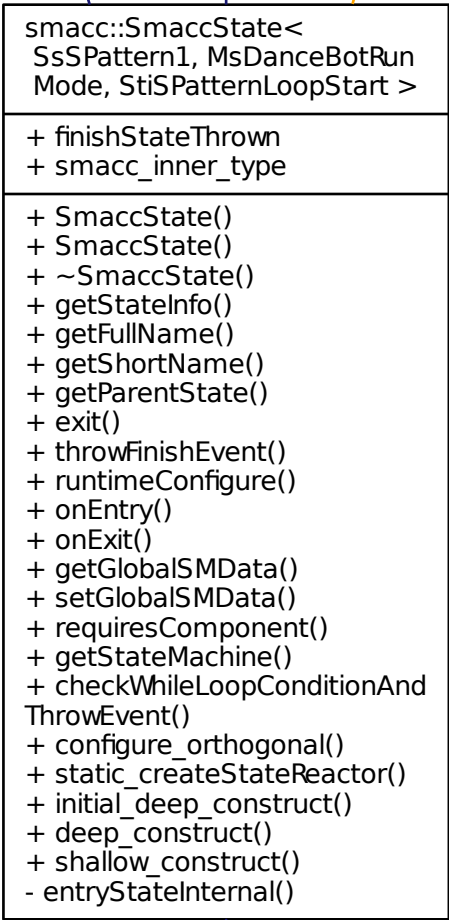 smacc::SmaccState<
SsSPattern1, MsDanceBotRun
Mode, StiSPatternLoopStart >
+ finishStateThrown
+ smacc_inner_type
+ SmaccState()
+ SmaccState()
+ ~SmaccState()
+ getStateInfo()
+ getFullName()
+ getShortName()
+ getParentState()
+ exit()
+ throwFinishEvent()
+ runtimeConfigure()
+ onEntry()
+ onExit()
+ getGlobalSMData()
+ setGlobalSMData()
+ requiresComponent()
+ getStateMachine()
+ checkWhileLoopConditionAnd
ThrowEvent()
+ configure_orthogonal()
+ static_createStateReactor()
+ initial_deep_construct()
+ deep_construct()
+ shallow_construct()
- entryStateInternal()